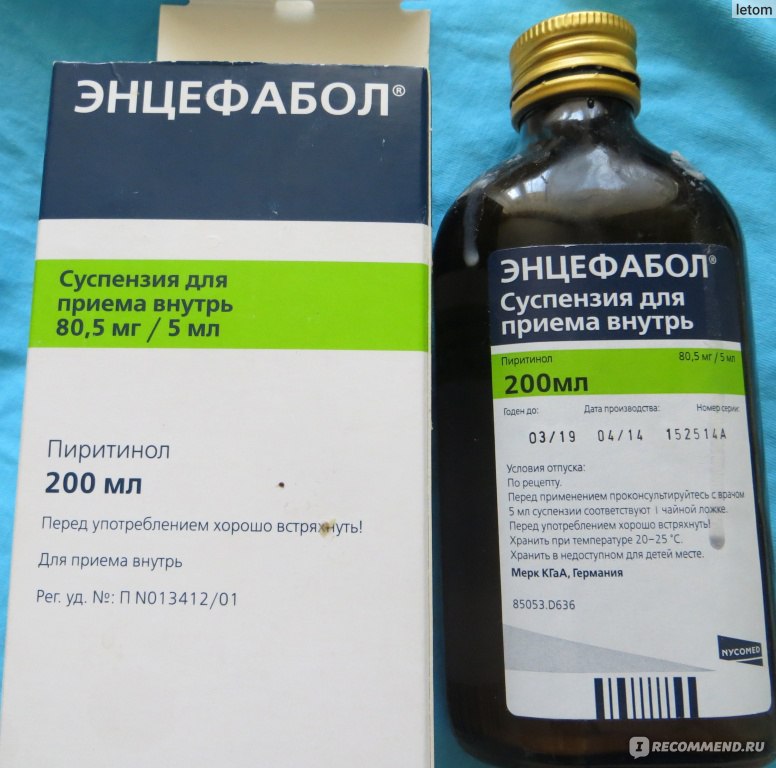 letom
ЭНЦЕФАБОЛ®
Суспензия для
приема внутрь
80,5 мг / 5 мл
Пиритинол
200 мл
Перед употреблением хорошо встряхнуть!
Для приема внутрь
Рег. уд. №: П N013412/01
ЭНЦЕФАБОЛ®
Суспензия для
приема внутрь
Пиритинол 80,5 мг / 5 мл
200мл
Годен до: Дата производства: Номер серии:
03/19 04/14 152514A
Условия отпуска:
По рецепту.
Перед применением проконсультируйтесь с врачом
5 мл суспензии соответствуют 1 чайной ложке.
Перед употреблением хорошо встряхнуть!
Хранить при температуре 20–25 °C.
Хранить в недоступном для детей месте.
Мерк КГаА, Германия
85053.D636
NYCOMED
IRECOMMEND.RU